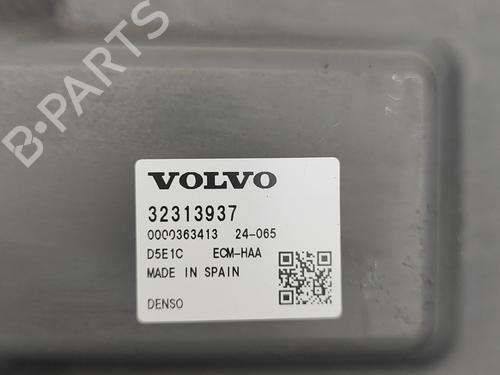 B-PARTS
VOLVO
32313937
0000363413 24-065
D5E1C ECM-HAA
MADE IN SPAIN
DENSO